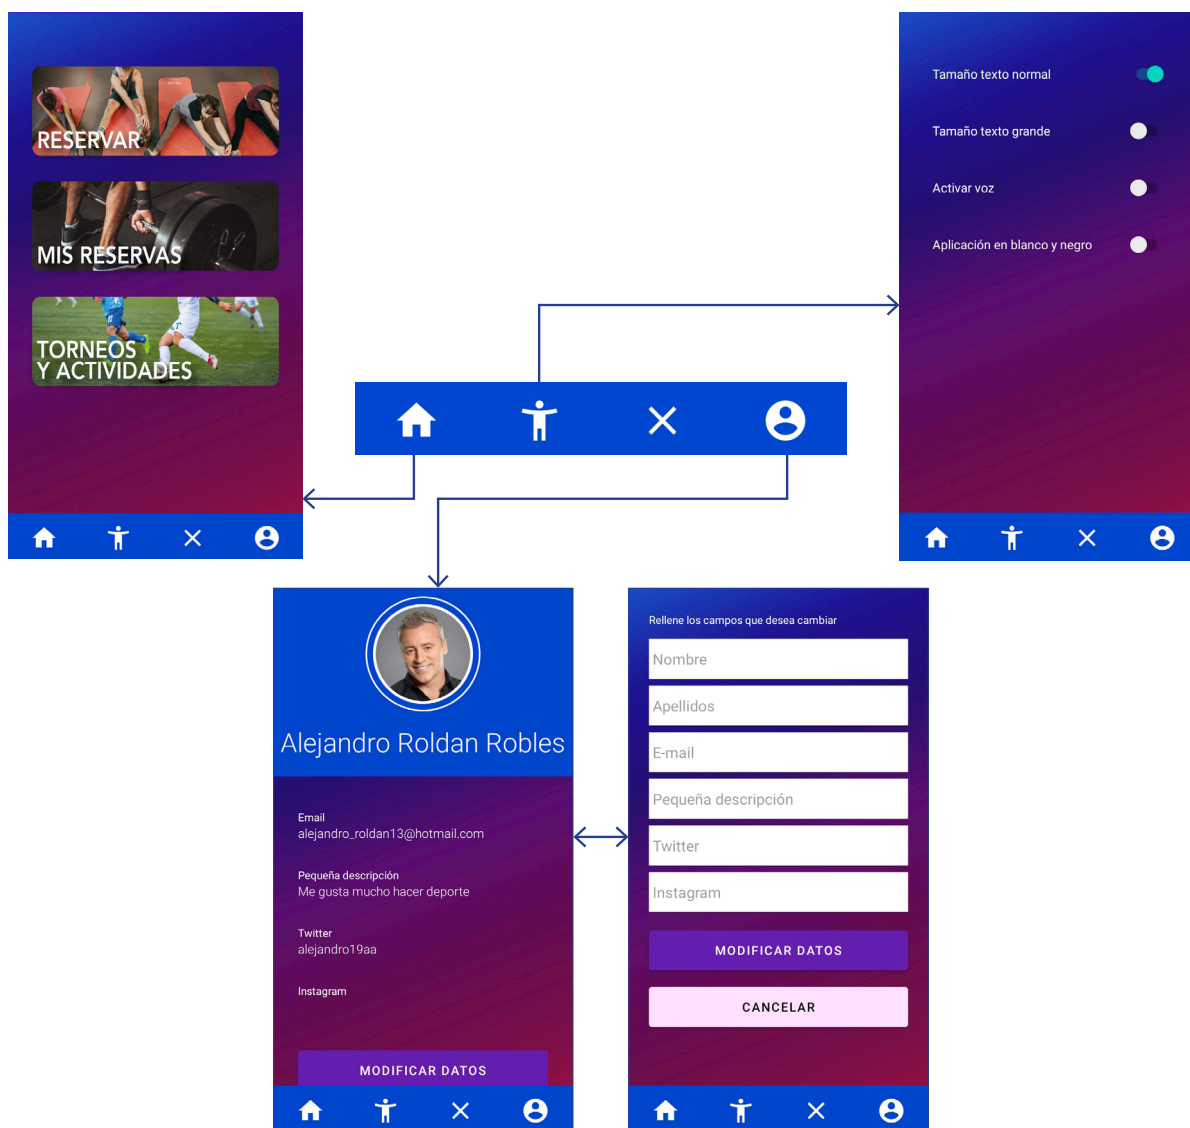 RESERVAR
MIS RESERVAS
TORNEOS
Y ACTIVIDADES
Tamaño texto normal
Tamaño texto grande
Activar voz
Aplicación en blanco y negro
Alejandro Roldan Robles
Email
alejandro_roldan13@hotmail.com
Pequeña descripción
Me gusta mucho hacer deporte
Twitter
alejandro19aa
Instagram
MODIFICAR DATOS
Rellene los campos que desea cambiar
Nombre
Apellidos
E-mail
Pequeña descripción
Twitter
Instagram
MODIFICAR DATOS
CANCELAR